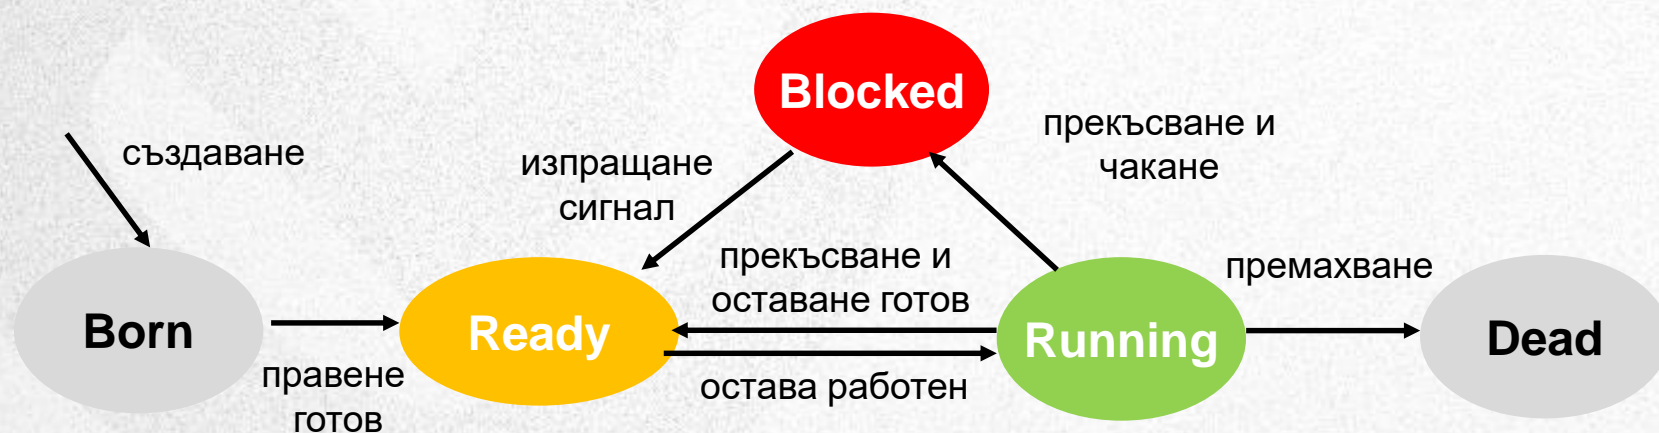 Blocked
прекъсване и
чакане
създаване
изпращане
сигнал
прекъсване и
оставане готов
премахване
Born
Ready
Running
Dead
правене
готов
остава работен